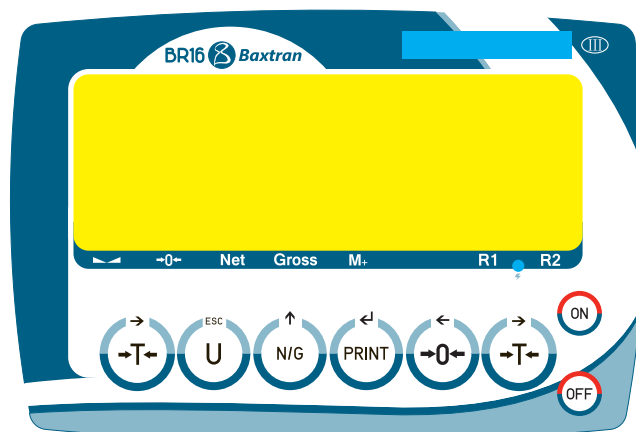 BR16 Baxtran III
→0← Net Gross M+ R1 R2
→ ESC ↑ ↵ ← →
→T← U N/G PRINT →0← →T←
ON
OFF